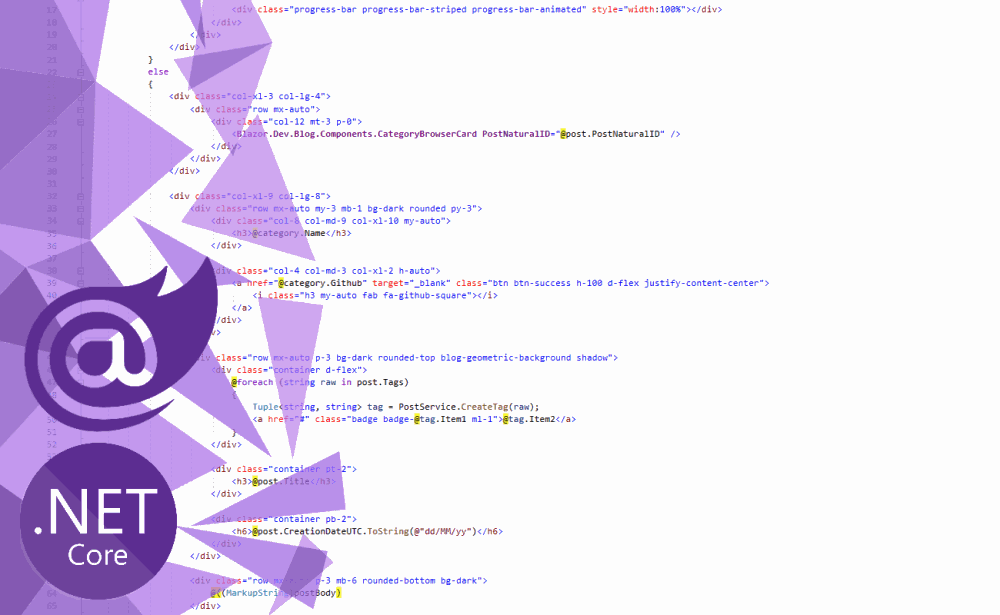 <div class="progress-bar progress-bar-striped progress-bar-animated" style="width:100%"></div>
</div>
</div>
</div>
}
else
{
<div class="col-xl-3 col-lg-4">
<div class="row mx-auto">
<div class="col-12 mt-3 p-0">
<Blazor.Dev.Blog.Components.CategoryBrowserCard PostNaturalID="@post.PostNaturalID" />
</div>
</div>
</div>
<div class="col-xl-9 col-lg-8">
<div class="row mx-auto my-3 mb-1 bg-dark rounded py-3">
<div class="col-8 col-md-9 col-xl-10 my-auto">
<h3>@category.Name</h3>
</div>
<div class="col-4 col-md-3 col-xl-2 h-auto">
<a href="@category.Github" target="_blank" class="btn btn-success h-100 d-flex justify-content-center">
<i class="h3 my-auto fab fa-github-square"></i>
</a>
</div>
class="row mx-auto p-3 bg-dark rounded-top blog-geometric-background shadow">
<div class="container d-flex">
@foreach (string raw in post.Tags)
{
Tuple<string, string> tag = PostService.CreateTag(raw);
<a href="#" class="badge badge-@tag.Item1 ml-1">@tag.Item2</a>
}
</div>
<div class="container pt-2">
<h3>@post.Title</h3>
</div>
<div class="container pb-2">
<h6>@post.CreationDateUTC.ToString(@"dd/MM/yy")</h6>
</div>
</div>
<div class="row p-3 mb-6 rounded-bottom bg-dark">
@((MarkupString)postBody)
</div>
.NET
Core